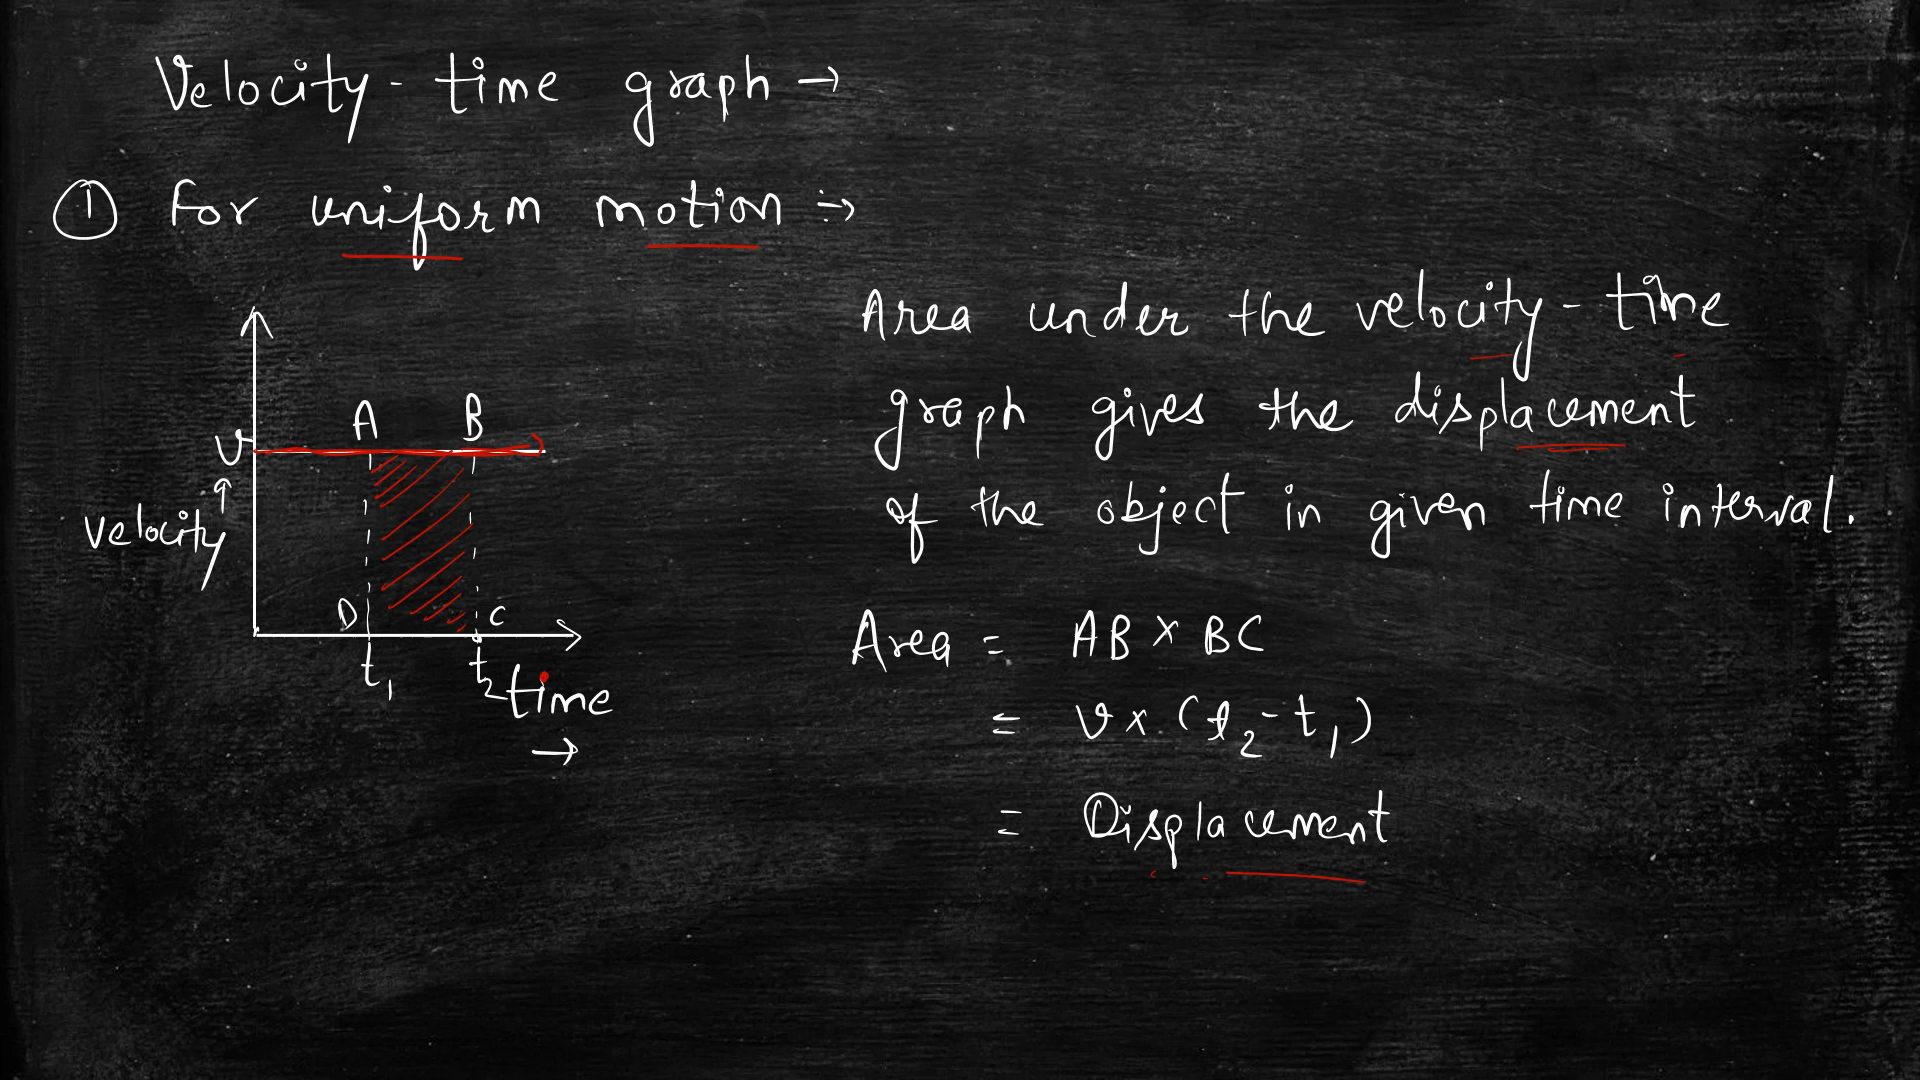 Velocity - time graph →
① For uniform motion :→
Area under the velocity - time
graph gives the displacement
of the object in given time interval.
A B
v
velocity
D C
t₁ t₂
time
→
Area = AB × BC
= v × (t₂ - t₁)
= Displacement